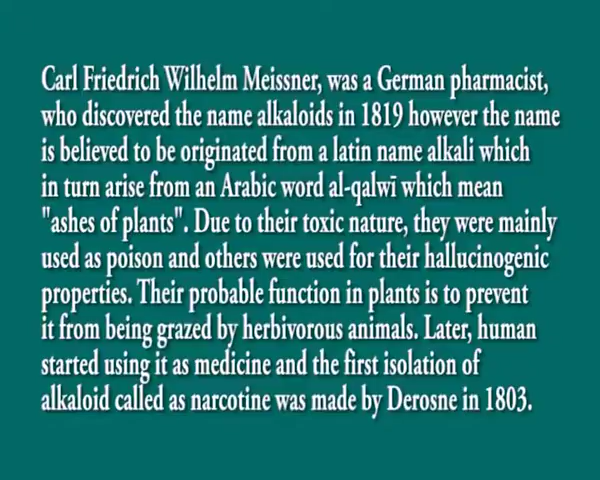 Carl Friedrich Wilhelm Meissner, was a German pharmacist,
who discovered the name alkaloids in 1819 however the name
is believed to be originated from a latin name alkali which
in turn arise from an Arabic word al-qalwī which mean
"ashes of plants". Due to their toxic nature, they were mainly
used as poison and others were used for their hallucinogenic
properties. Their probable function in plants is to prevent
it from being grazed by herbivorous animals. Later, human
started using it as medicine and the first isolation of
alkaloid called as narcotine was made by Derosne in 1803.